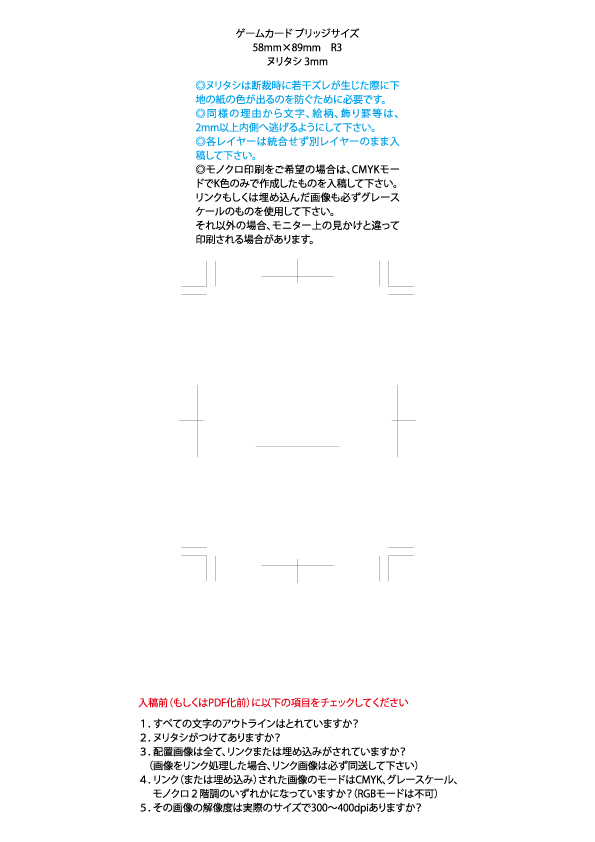 ゲームカード ブリッジサイズ
58mm×89mm　R3
ヌリタシ 3mm
◎ヌリタシは断裁時に若干ズレが生じた際に下
地の紙の色が出るのを防ぐために必要です。
◎同様の理由から文字、絵柄、飾り罫等は、
2mm以上内側へ逃げるようにして下さい。
◎各レイヤーは統合せず別レイヤーのまま入
稿して下さい。
◎モノクロ印刷をご希望の場合は、CMYKモー
ドでK色のみで作成したものを入稿して下さい。
リンクもしくは埋め込んだ画像も必ずグレース
ケールのものを使用して下さい。
それ以外の場合、モニター上の見かけと違って
印刷される場合があります。
入稿前（もしくはPDF化前）に以下の項目をチェックしてください
１．すべての文字のアウトラインはとれていますか？
２．ヌリタシがつけてありますか？
３．配置画像は全て、リンクまたは埋め込みがされていますか？
（画像をリンク処理した場合、リンク画像は必ず同送して下さい）
４．リンク（または埋め込み）された画像のモードはCMYK、グレースケール、
モノクロ２階調のいずれかになっていますか？（RGBモードは不可）
５．その画像の解像度は実際のサイズで300〜400dpiありますか？